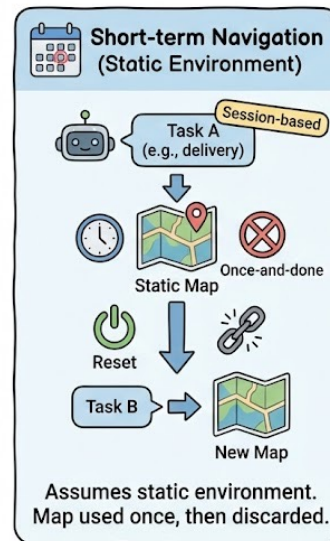 Short-term Navigation
(Static Environment)
Session-based
Task A
(e.g., delivery)
Static Map
Once-and-done
Reset
Task B
New Map
Assumes static environment.
Map used once, then discarded.